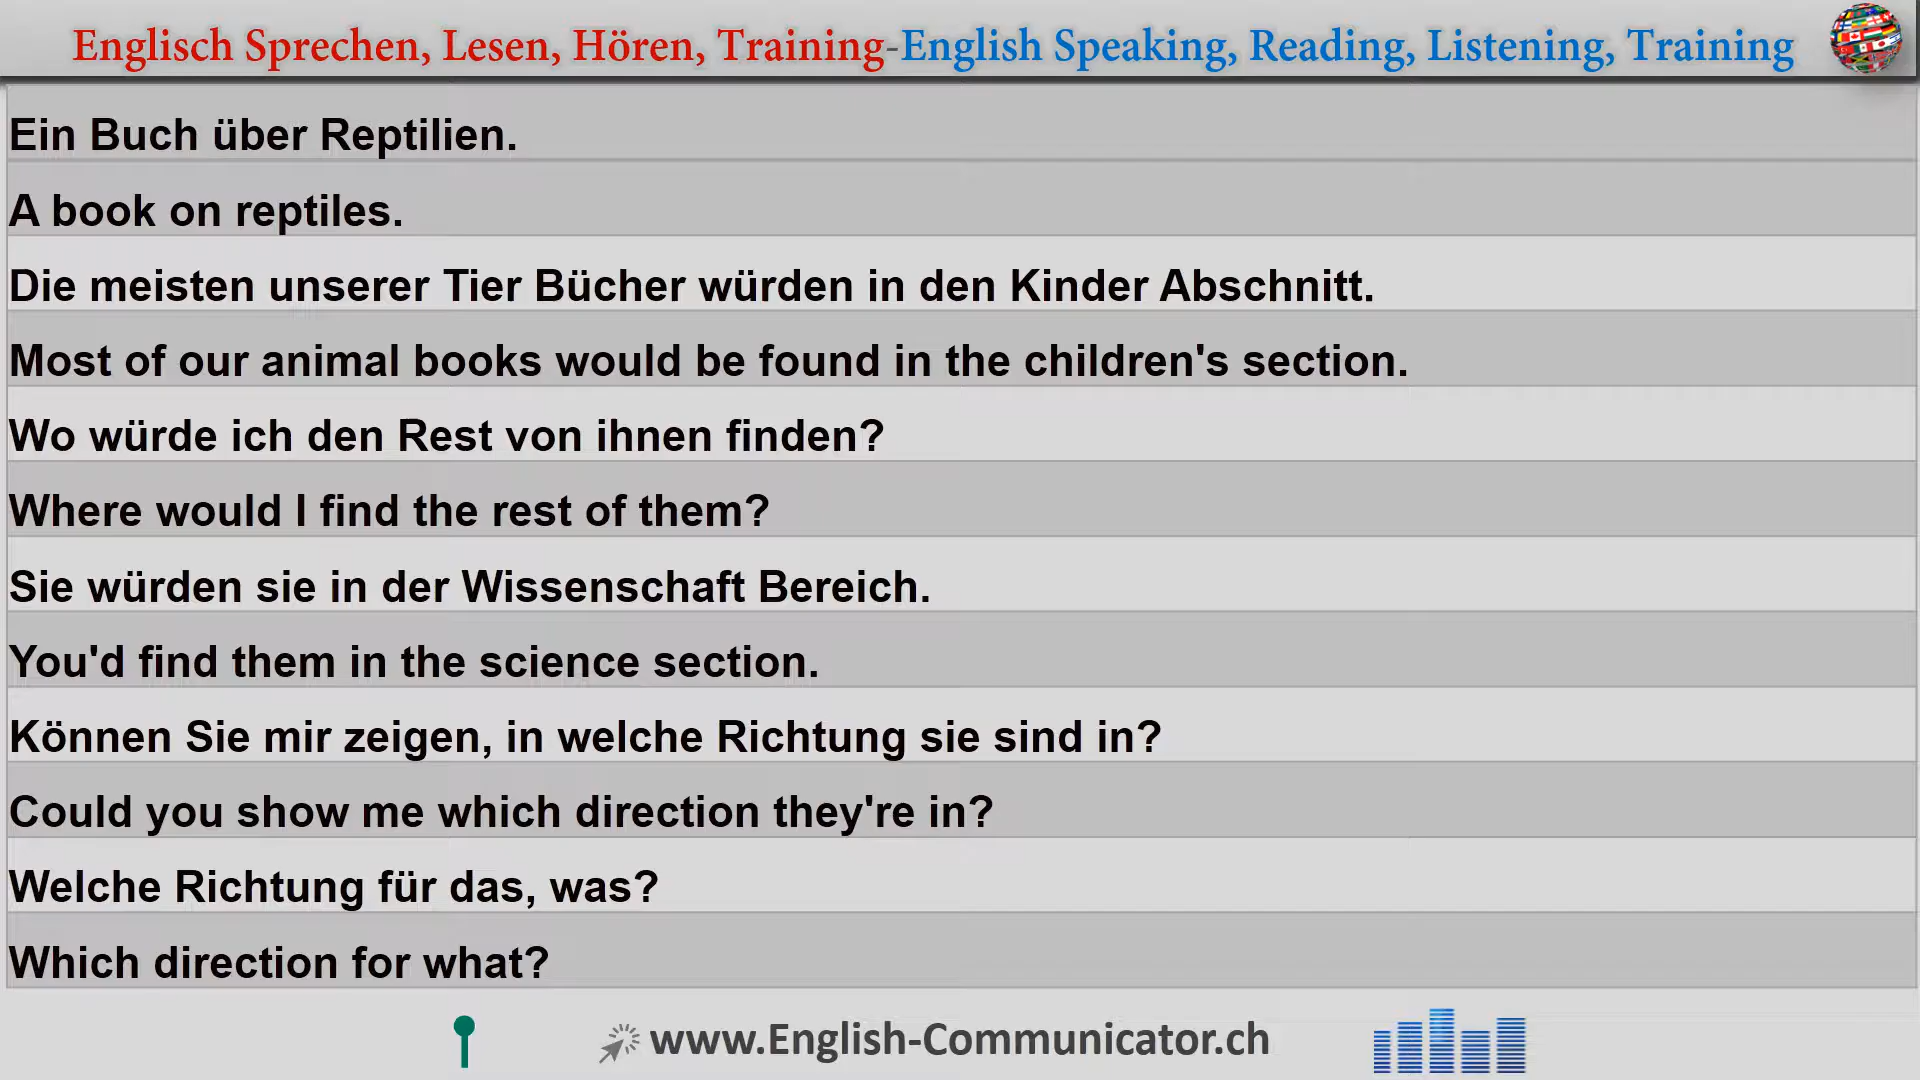 Englisch Sprechen, Lesen, Hören, Training-English Speaking, Reading, Listening, Training
Ein Buch über Reptilien.
A book on reptiles.
Die meisten unserer Tier Bücher würden in den Kinder Abschnitt.
Most of our animal books would be found in the children's section.
Wo würde ich den Rest von ihnen finden?
Where would I find the rest of them?
Sie würden sie in der Wissenschaft Bereich.
You'd find them in the science section.
Können Sie mir zeigen, in welche Richtung sie sind in?
Could you show me which direction they're in?
Welche Richtung für das, was?
Which direction for what?
www.English-Communicator.ch